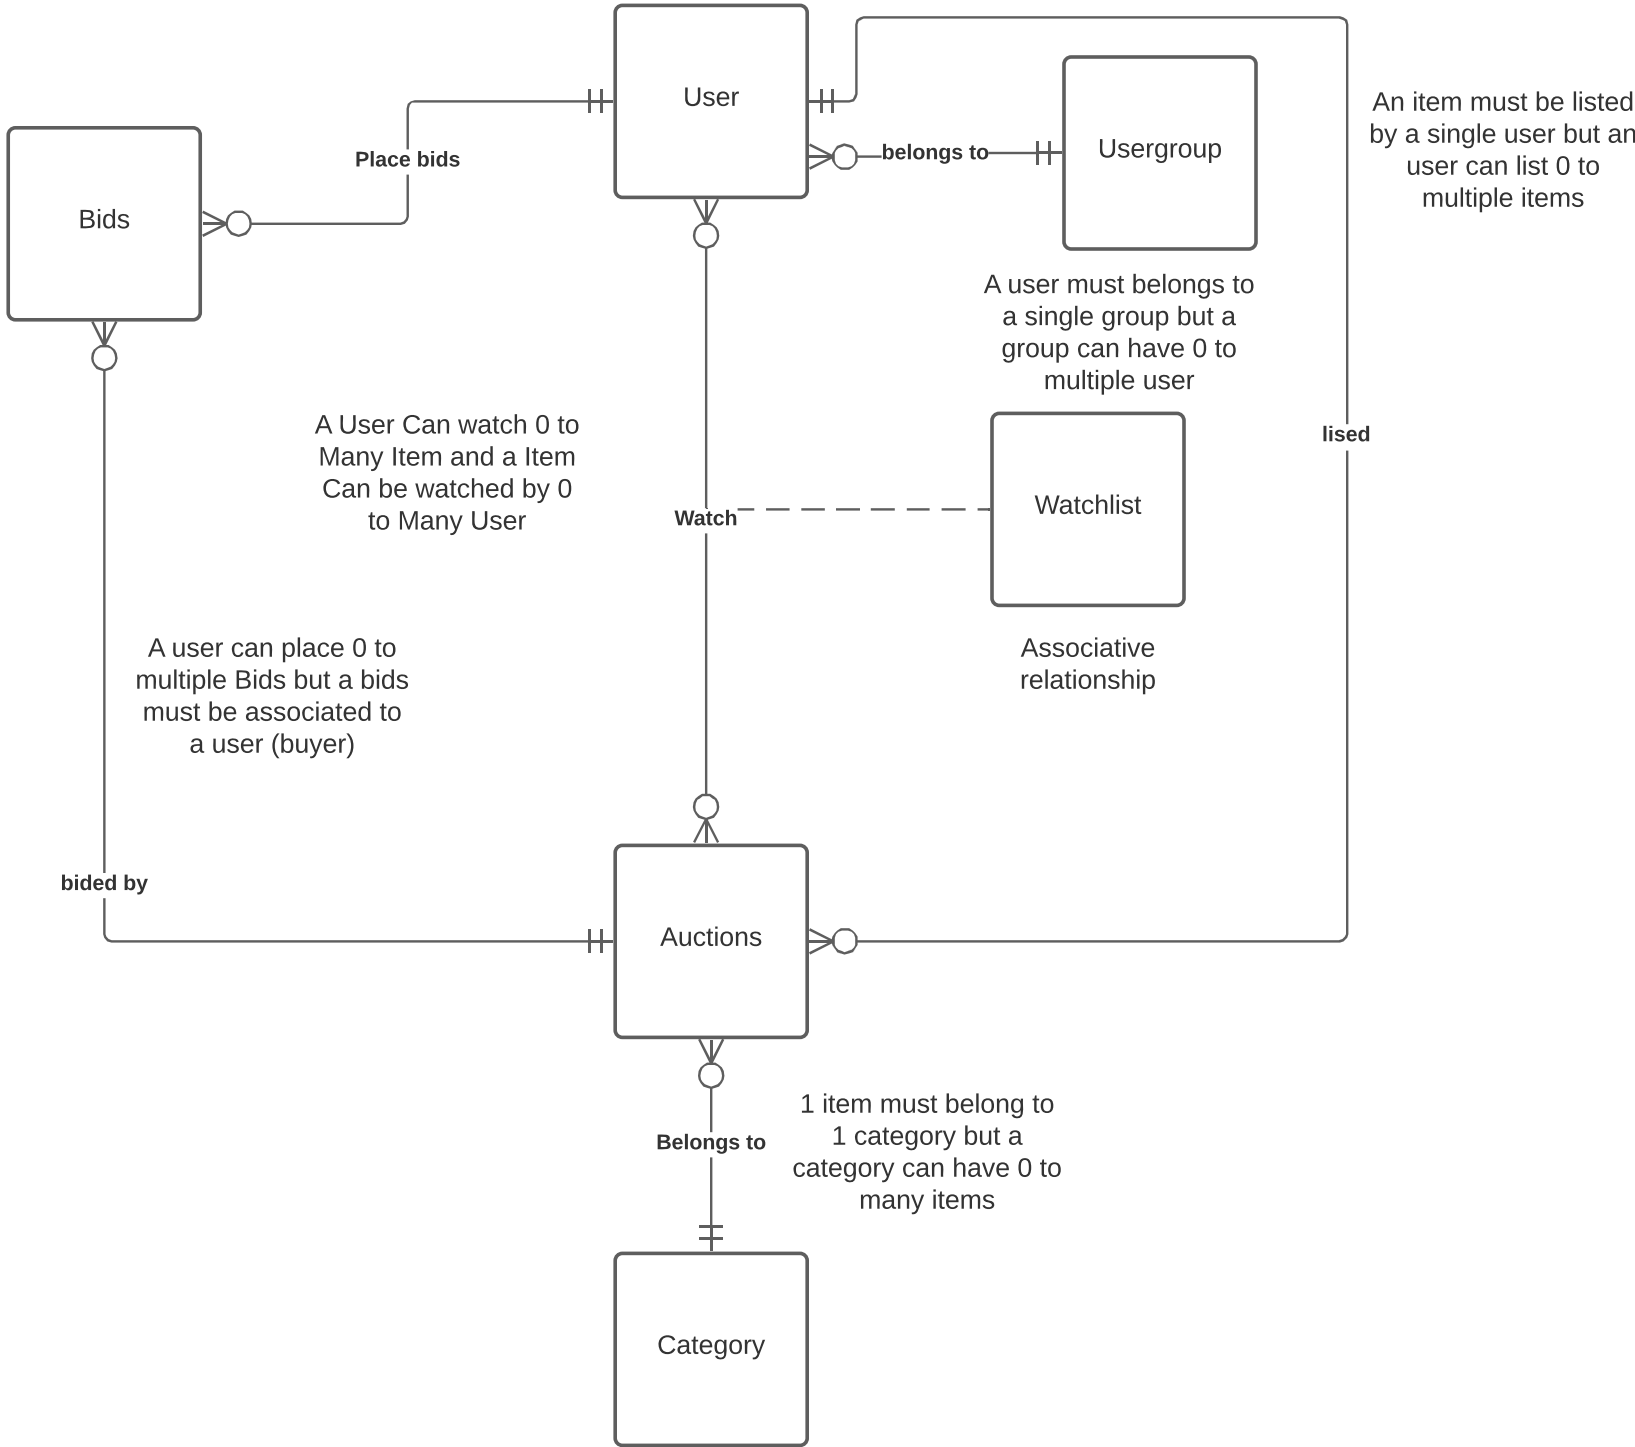 User
Usergroup
An item must be listed
by a single user but an
user can list 0 to
multiple items
Place bids
belongs to
Bids
A user must belongs to
a single group but a
group can have 0 to
multiple user
A User Can watch 0 to
Many Item and a Item
Can be watched by 0
to Many User
lised
Watch
Watchlist
A user can place 0 to
multiple Bids but a bids
must be associated to
a user (buyer)
Associative
relationship
bided by
Auctions
Belongs to
1 item must belong to
1 category but a
category can have 0 to
many items
Category